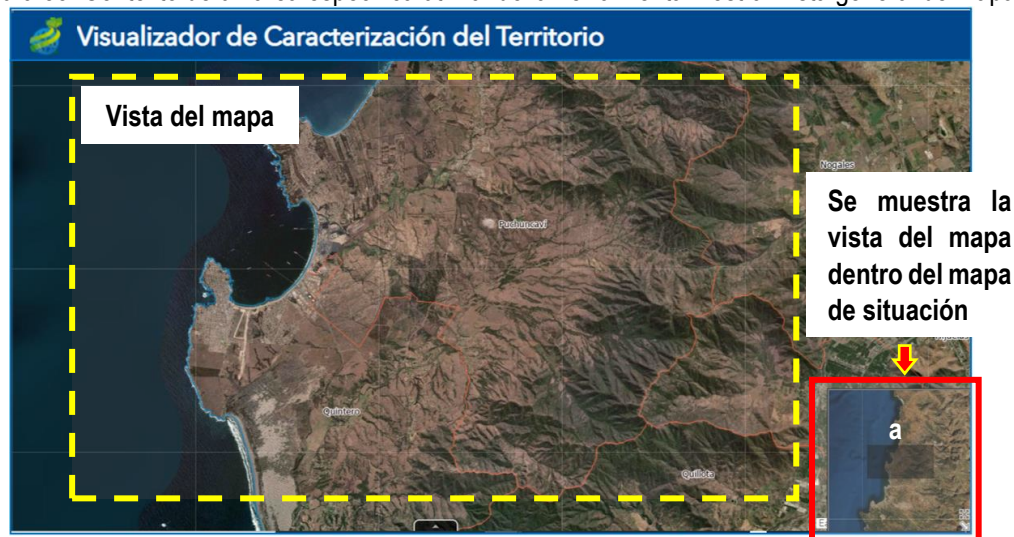 Visualizador de Caracterización del Territorio
Vista del mapa
Nogales
Puchuncaví
Se muestra la
vista del mapa
dentro del mapa
de situación
a
Quintero
Quillota
E